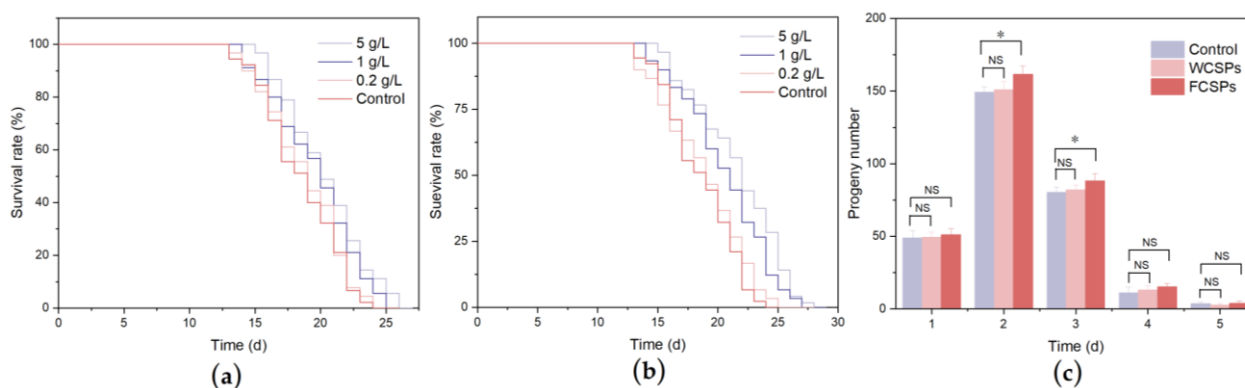 100
80
60
40
20
0
Survival rate (%)
0
5
10
15
20
25
Time (d)
5 g/L
1 g/L
0.2 g/L
Control
(a)
100
75
50
25
0
Survival rate (%)
0
5
10
15
20
25
30
Time (d)
5 g/L
1 g/L
0.2 g/L
Control
(b)
200
150
100
50
0
Progeny number
Control
WCSPs
FCSPs
NS
NS
*
NS
*
NS
NS
NS
NS
NS
1
2
3
4
5
Time (d)
(c)